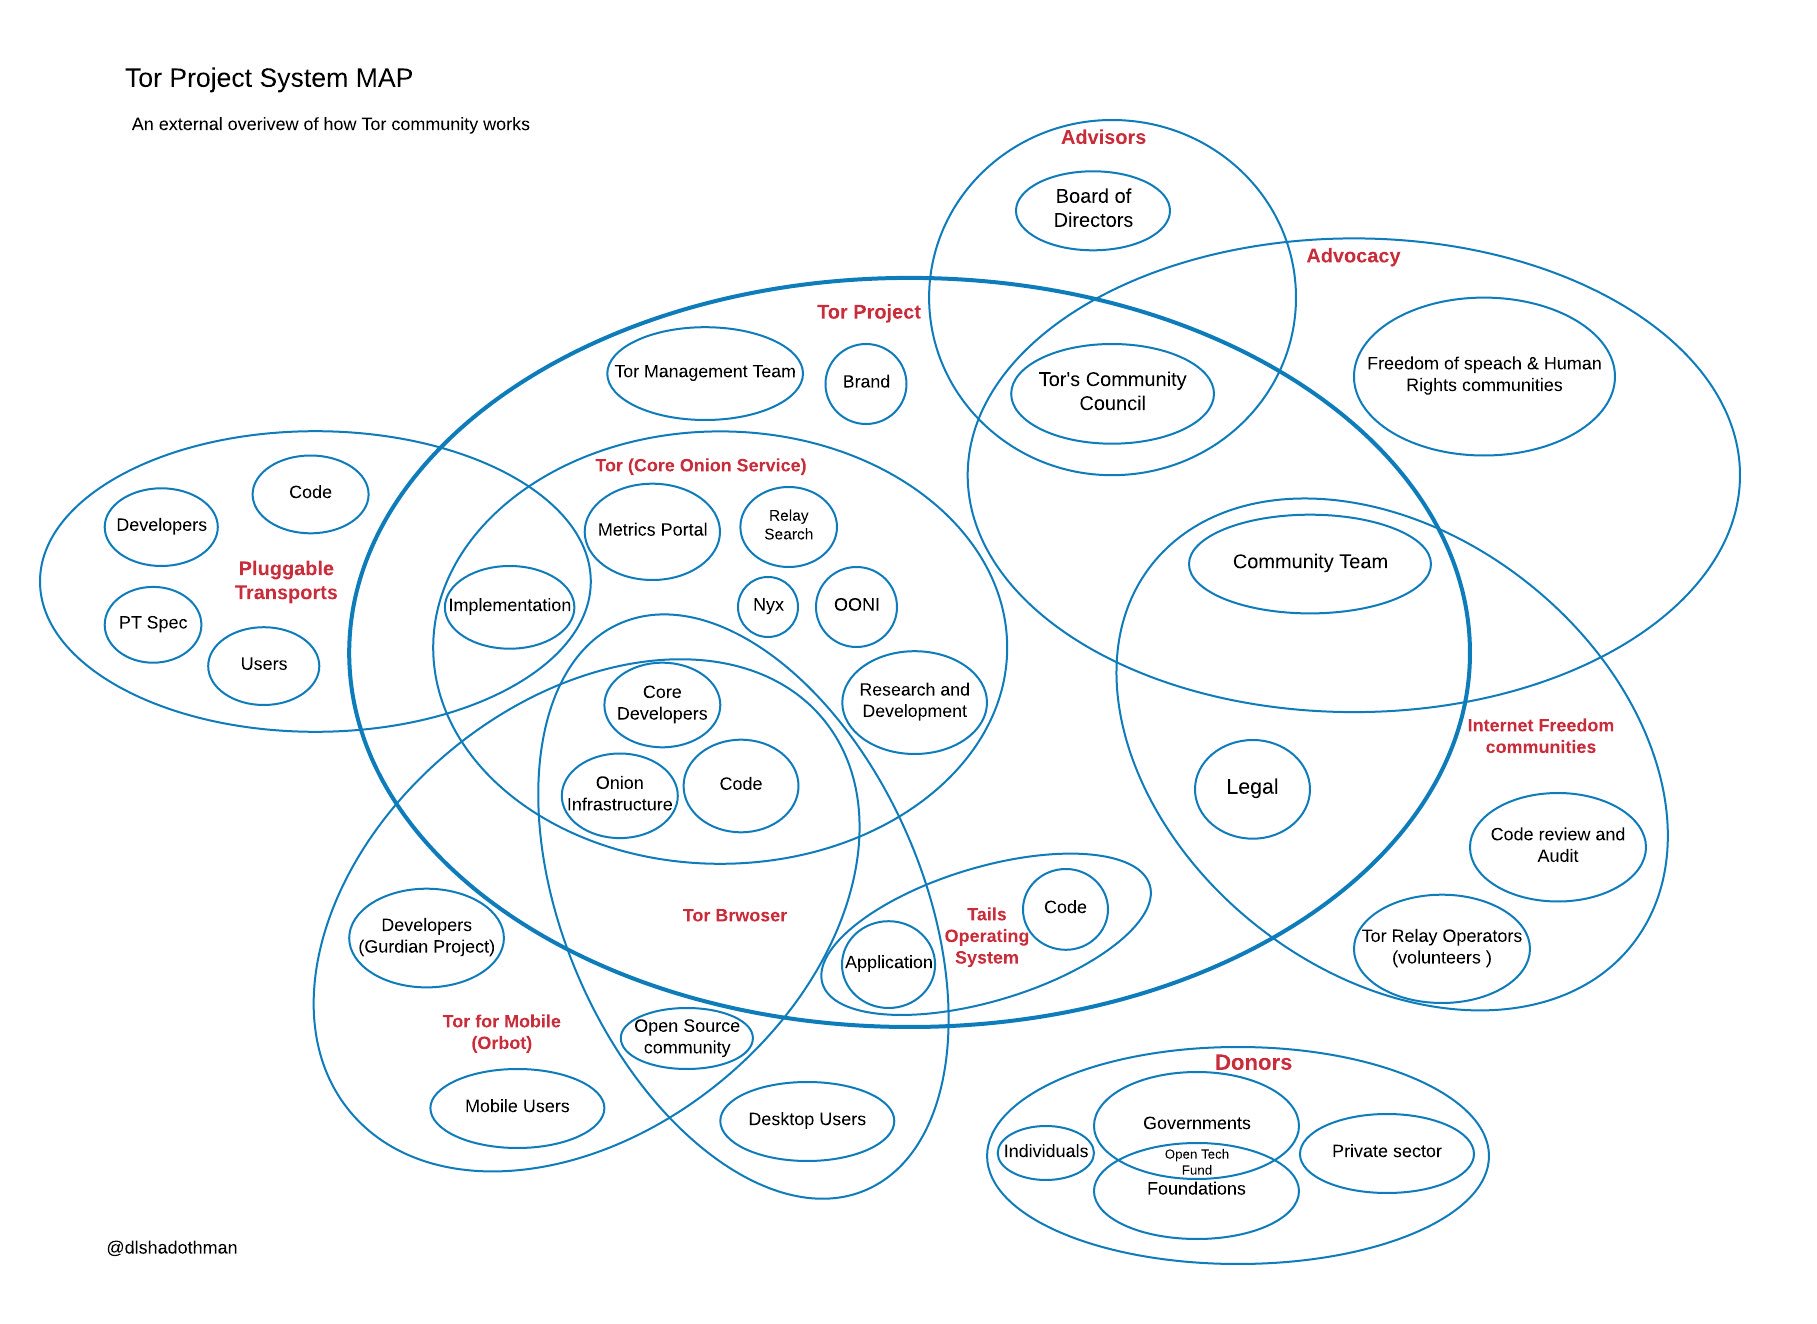 Tor Project System MAP
An external overivew of how Tor community works
Advisors
Board of
Directors
Advocacy
Freedom of speach & Human
Rights communities
Tor Project
Tor Management Team
Brand
Tor's Community
Council
Tor (Core Onion Service)
Metrics Portal
Relay
Search
Nyx
OONI
Implementation
Research and
Development
Code
Developers
Pluggable
Transports
PT Spec
Users
Core
Developers
Onion
Infrastructure
Code
Community Team
Legal
Internet Freedom
communities
Code review and
Audit
Tor Relay Operators
(volunteers )
Tor Brwoser
Tails
Operating
System
Code
Application
Developers
(Gurdian Project)
Tor for Mobile
(Orbot)
Open Source
community
Mobile Users
Desktop Users
Donors
Governments
Individuals
Open Tech
Fund
Foundations
Private sector
@dlshadothman